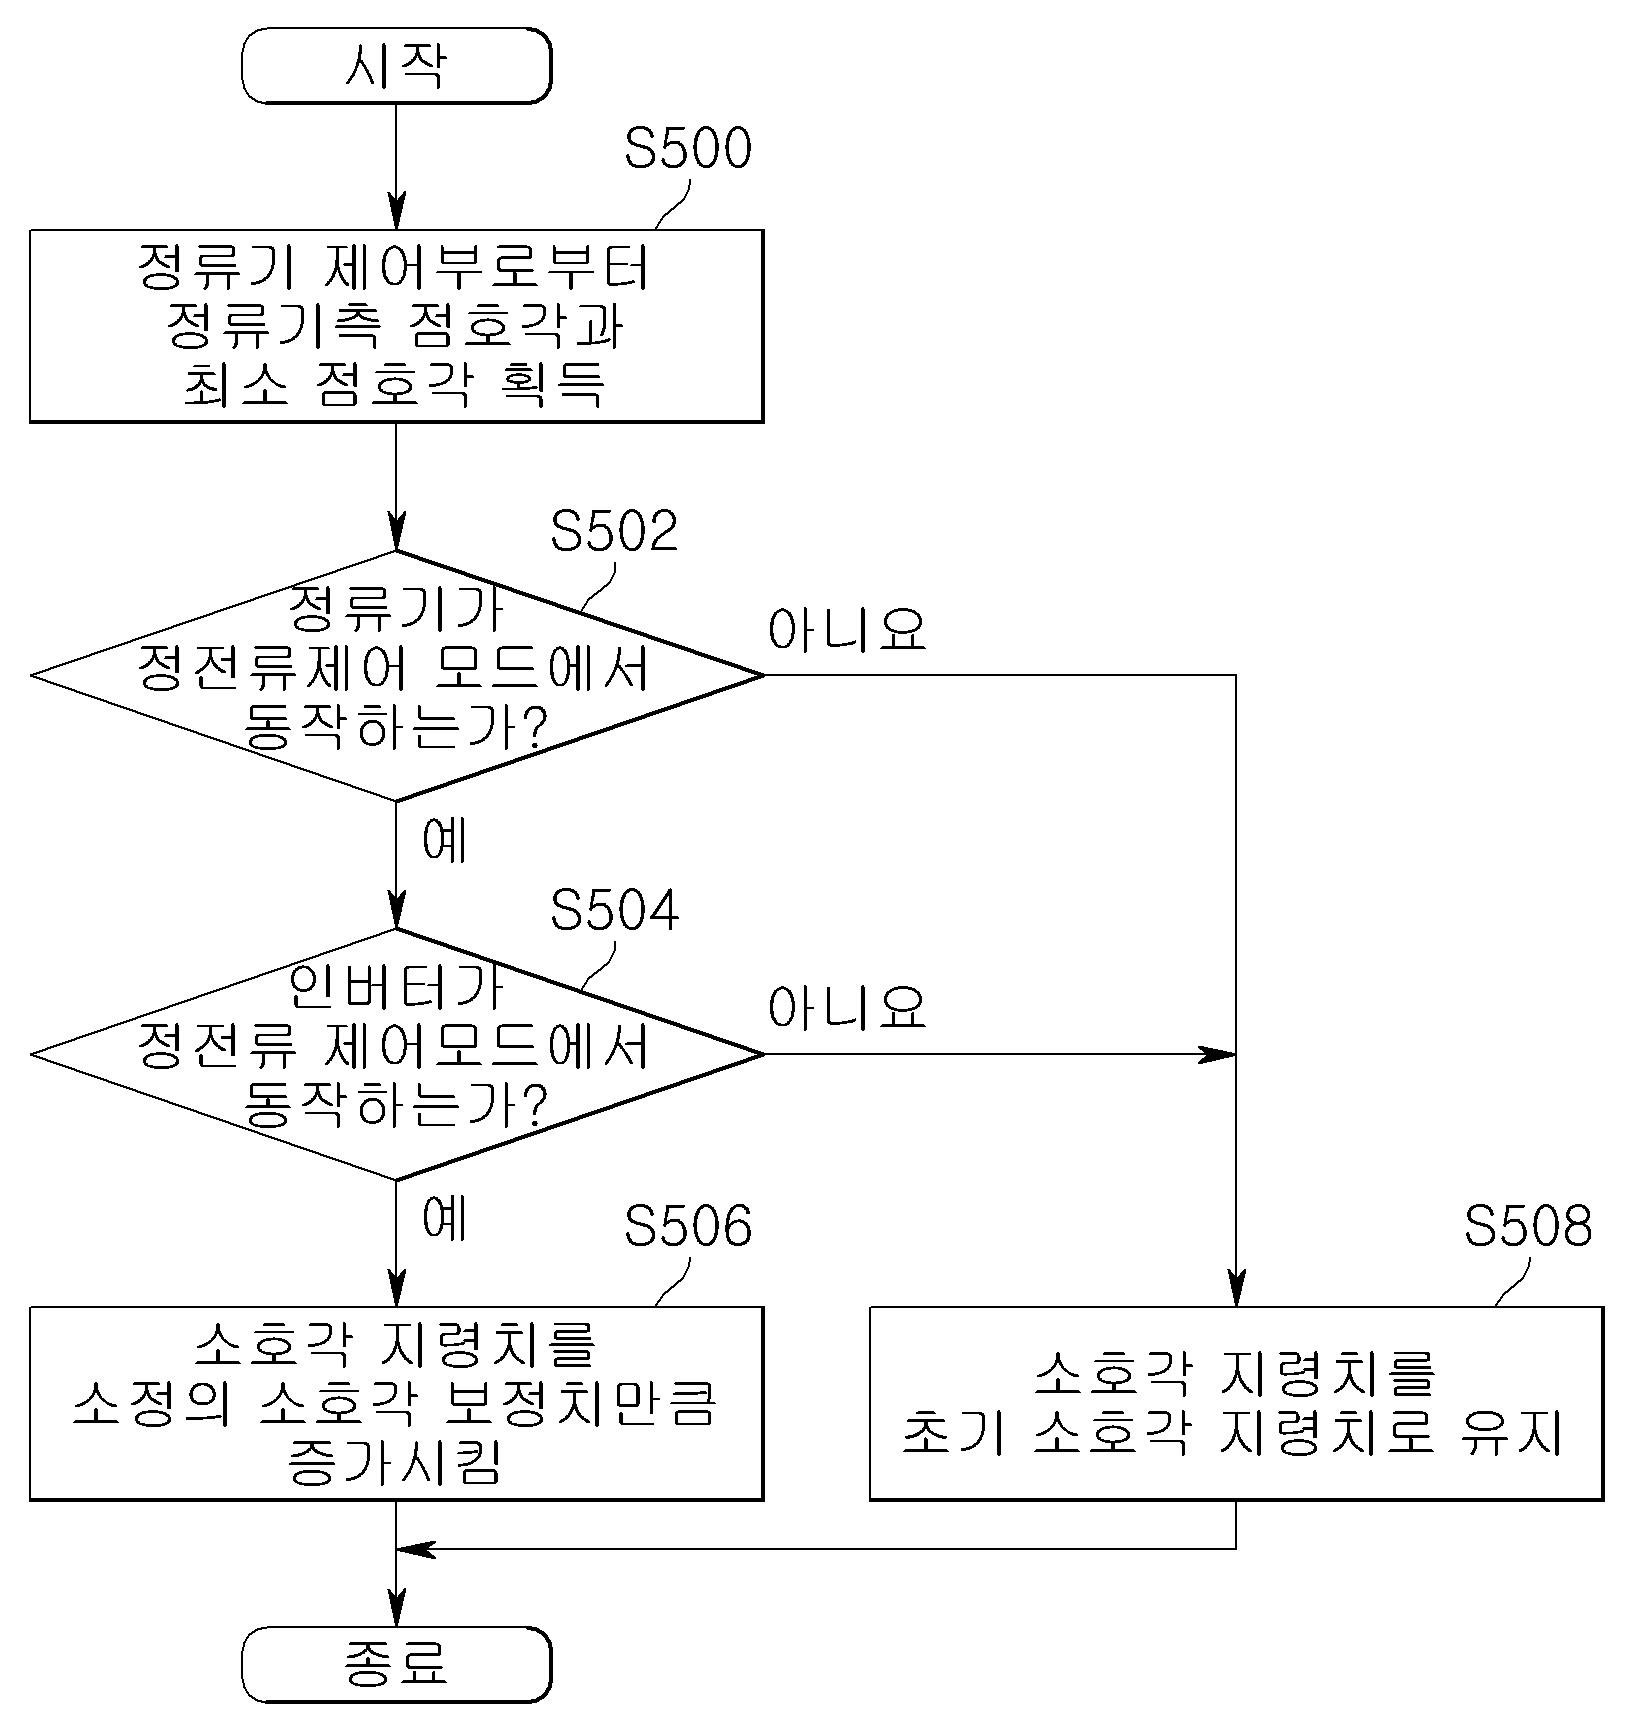 시작
S500
정류기 제어부로부터
정류기측 점호각과
최소 점호각 획득
S502
정류기가
정전류제어 모드에서
동작하는가?
아니요
예
S504
인버터가
정전류 제어모드에서
동작하는가?
아니요
예
S506
소호각 지령치를
소정의 소호각 보정치만큼
증가시킴
S508
소호각 지령치를
초기 소호각 지령치로 유지
종료